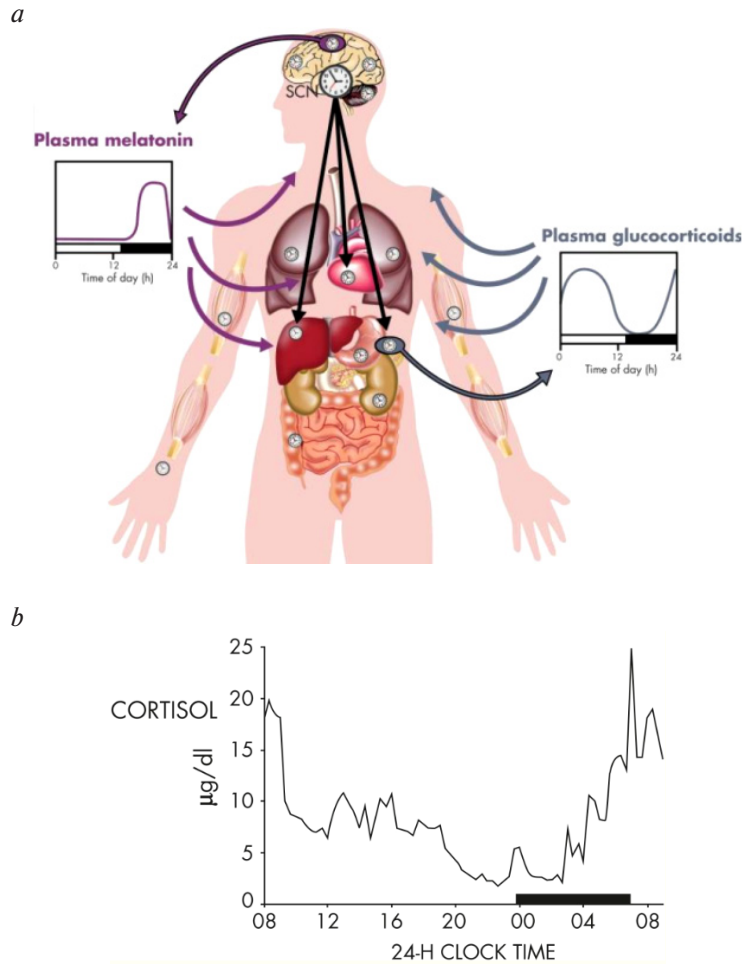 a
SCN
Plasma melatonin
0 12 24
Time of day (h)
Plasma glucocorticoids
0 12 24
Time of day (h)
b
25
20
15
10
5
0
CORTISOL
µg/dl
08 12 16 20 00 04 08
24-H CLOCK TIME